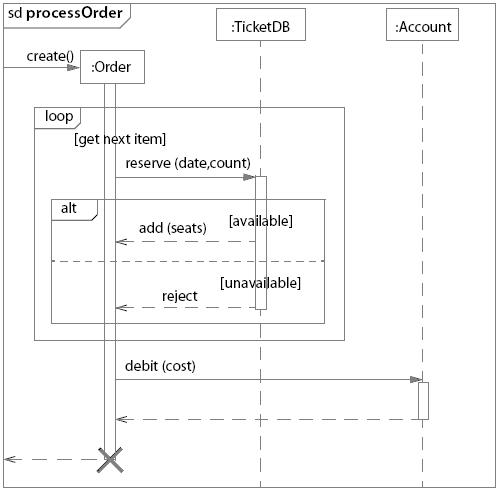 sd processOrder
:TicketDB
:Account
create()
:Order
loop
[get next item]
reserve (date,count)
alt
[available]
add (seats)
[unavailable]
reject
debit (cost)